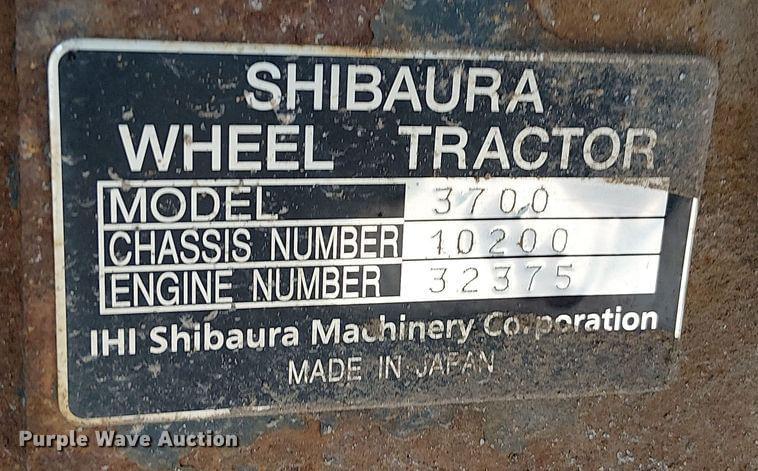 SHIBAURA
WHEEL TRACTOR
MODEL 3700
CHASSIS NUMBER 10200
ENGINE NUMBER 32375
IHI Shibaura Machinery Corporation
MADE IN JAPAN
Purple Wave Auction